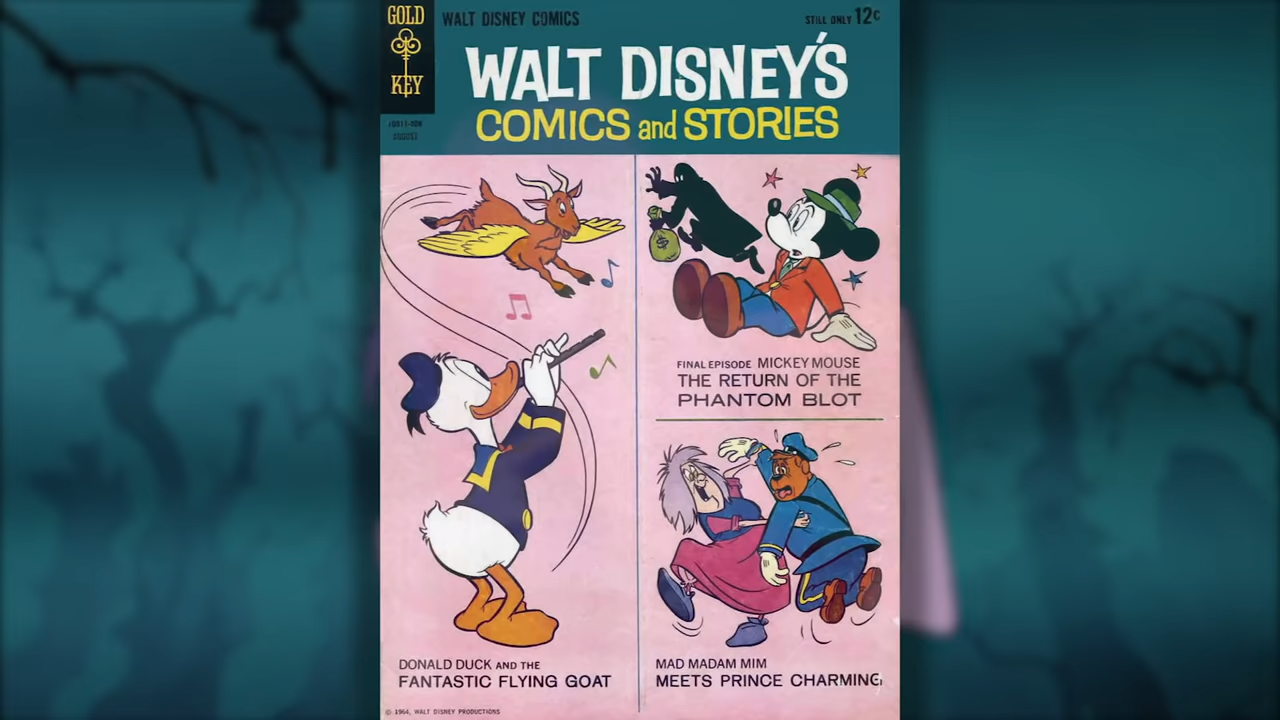 GOLD
KEY
WALT DISNEY COMICS
STILL ONLY 12c
WALT DISNEY'S
COMICS and STORIES
AUGUST
FINAL EPISODE MICKEY MOUSE
THE RETURN OF THE
PHANTOM BLOT
DONALD DUCK AND THE
FANTASTIC FLYING GOAT
MAD MADAM MIM
MEETS PRINCE CHARMING
© 1964, WALT DISNEY PRODUCTIONS